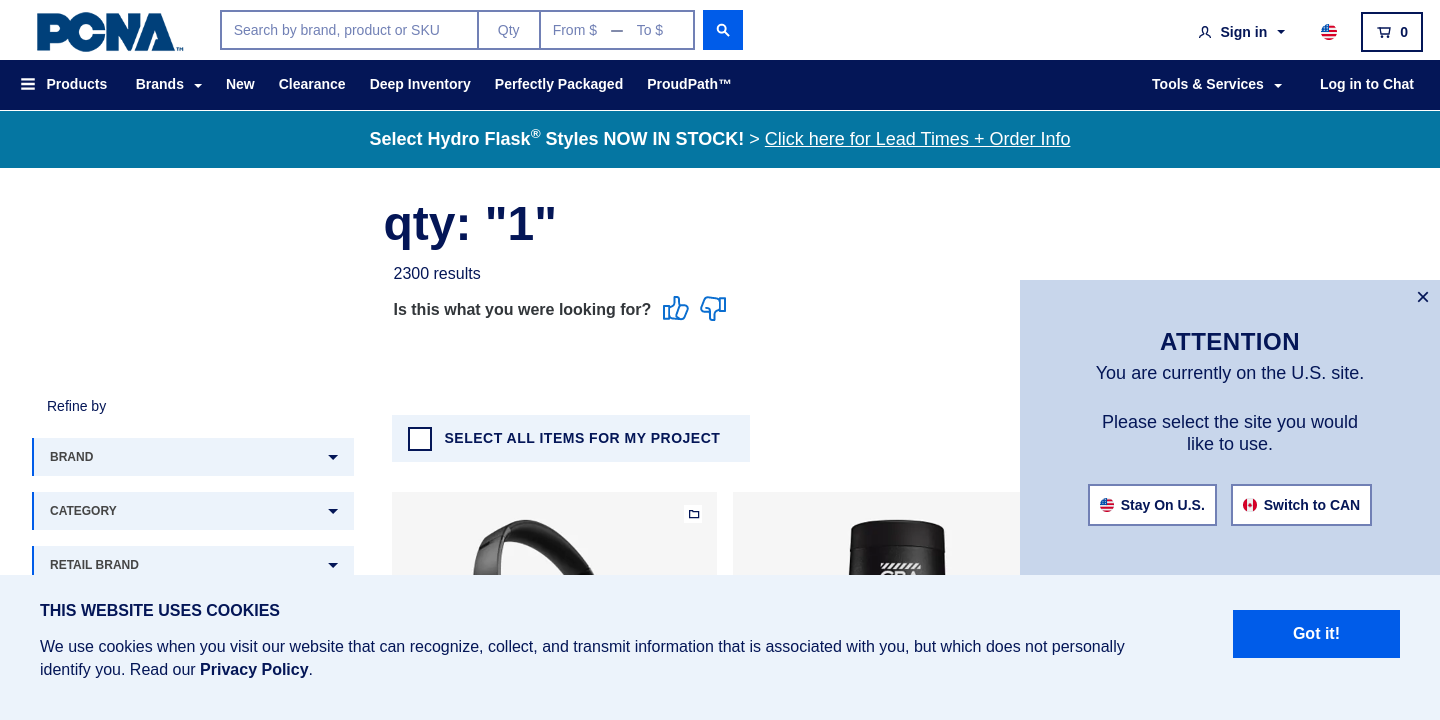 PCNA™
Search by brand, product or SKU
Qty
From $ — To $
Sign in
0
Products
Brands
New
Clearance
Deep Inventory
Perfectly Packaged
ProudPath™
Tools & Services
Log in to Chat
Select Hydro Flask® Styles NOW IN STOCK! > Click here for Lead Times + Order Info
qty: "1"
2300 results
Is this what you were looking for?
Refine by
BRAND
CATEGORY
RETAIL BRAND
SELECT ALL ITEMS FOR MY PROJECT
×
ATTENTION
You are currently on the U.S. site.
Please select the site you would
like to use.
Stay On U.S.
Switch to CAN
THIS WEBSITE USES COOKIES
We use cookies when you visit our website that can recognize, collect, and transmit information that is associated with you, but which does not personally
identify you. Read our Privacy Policy.
Got it!